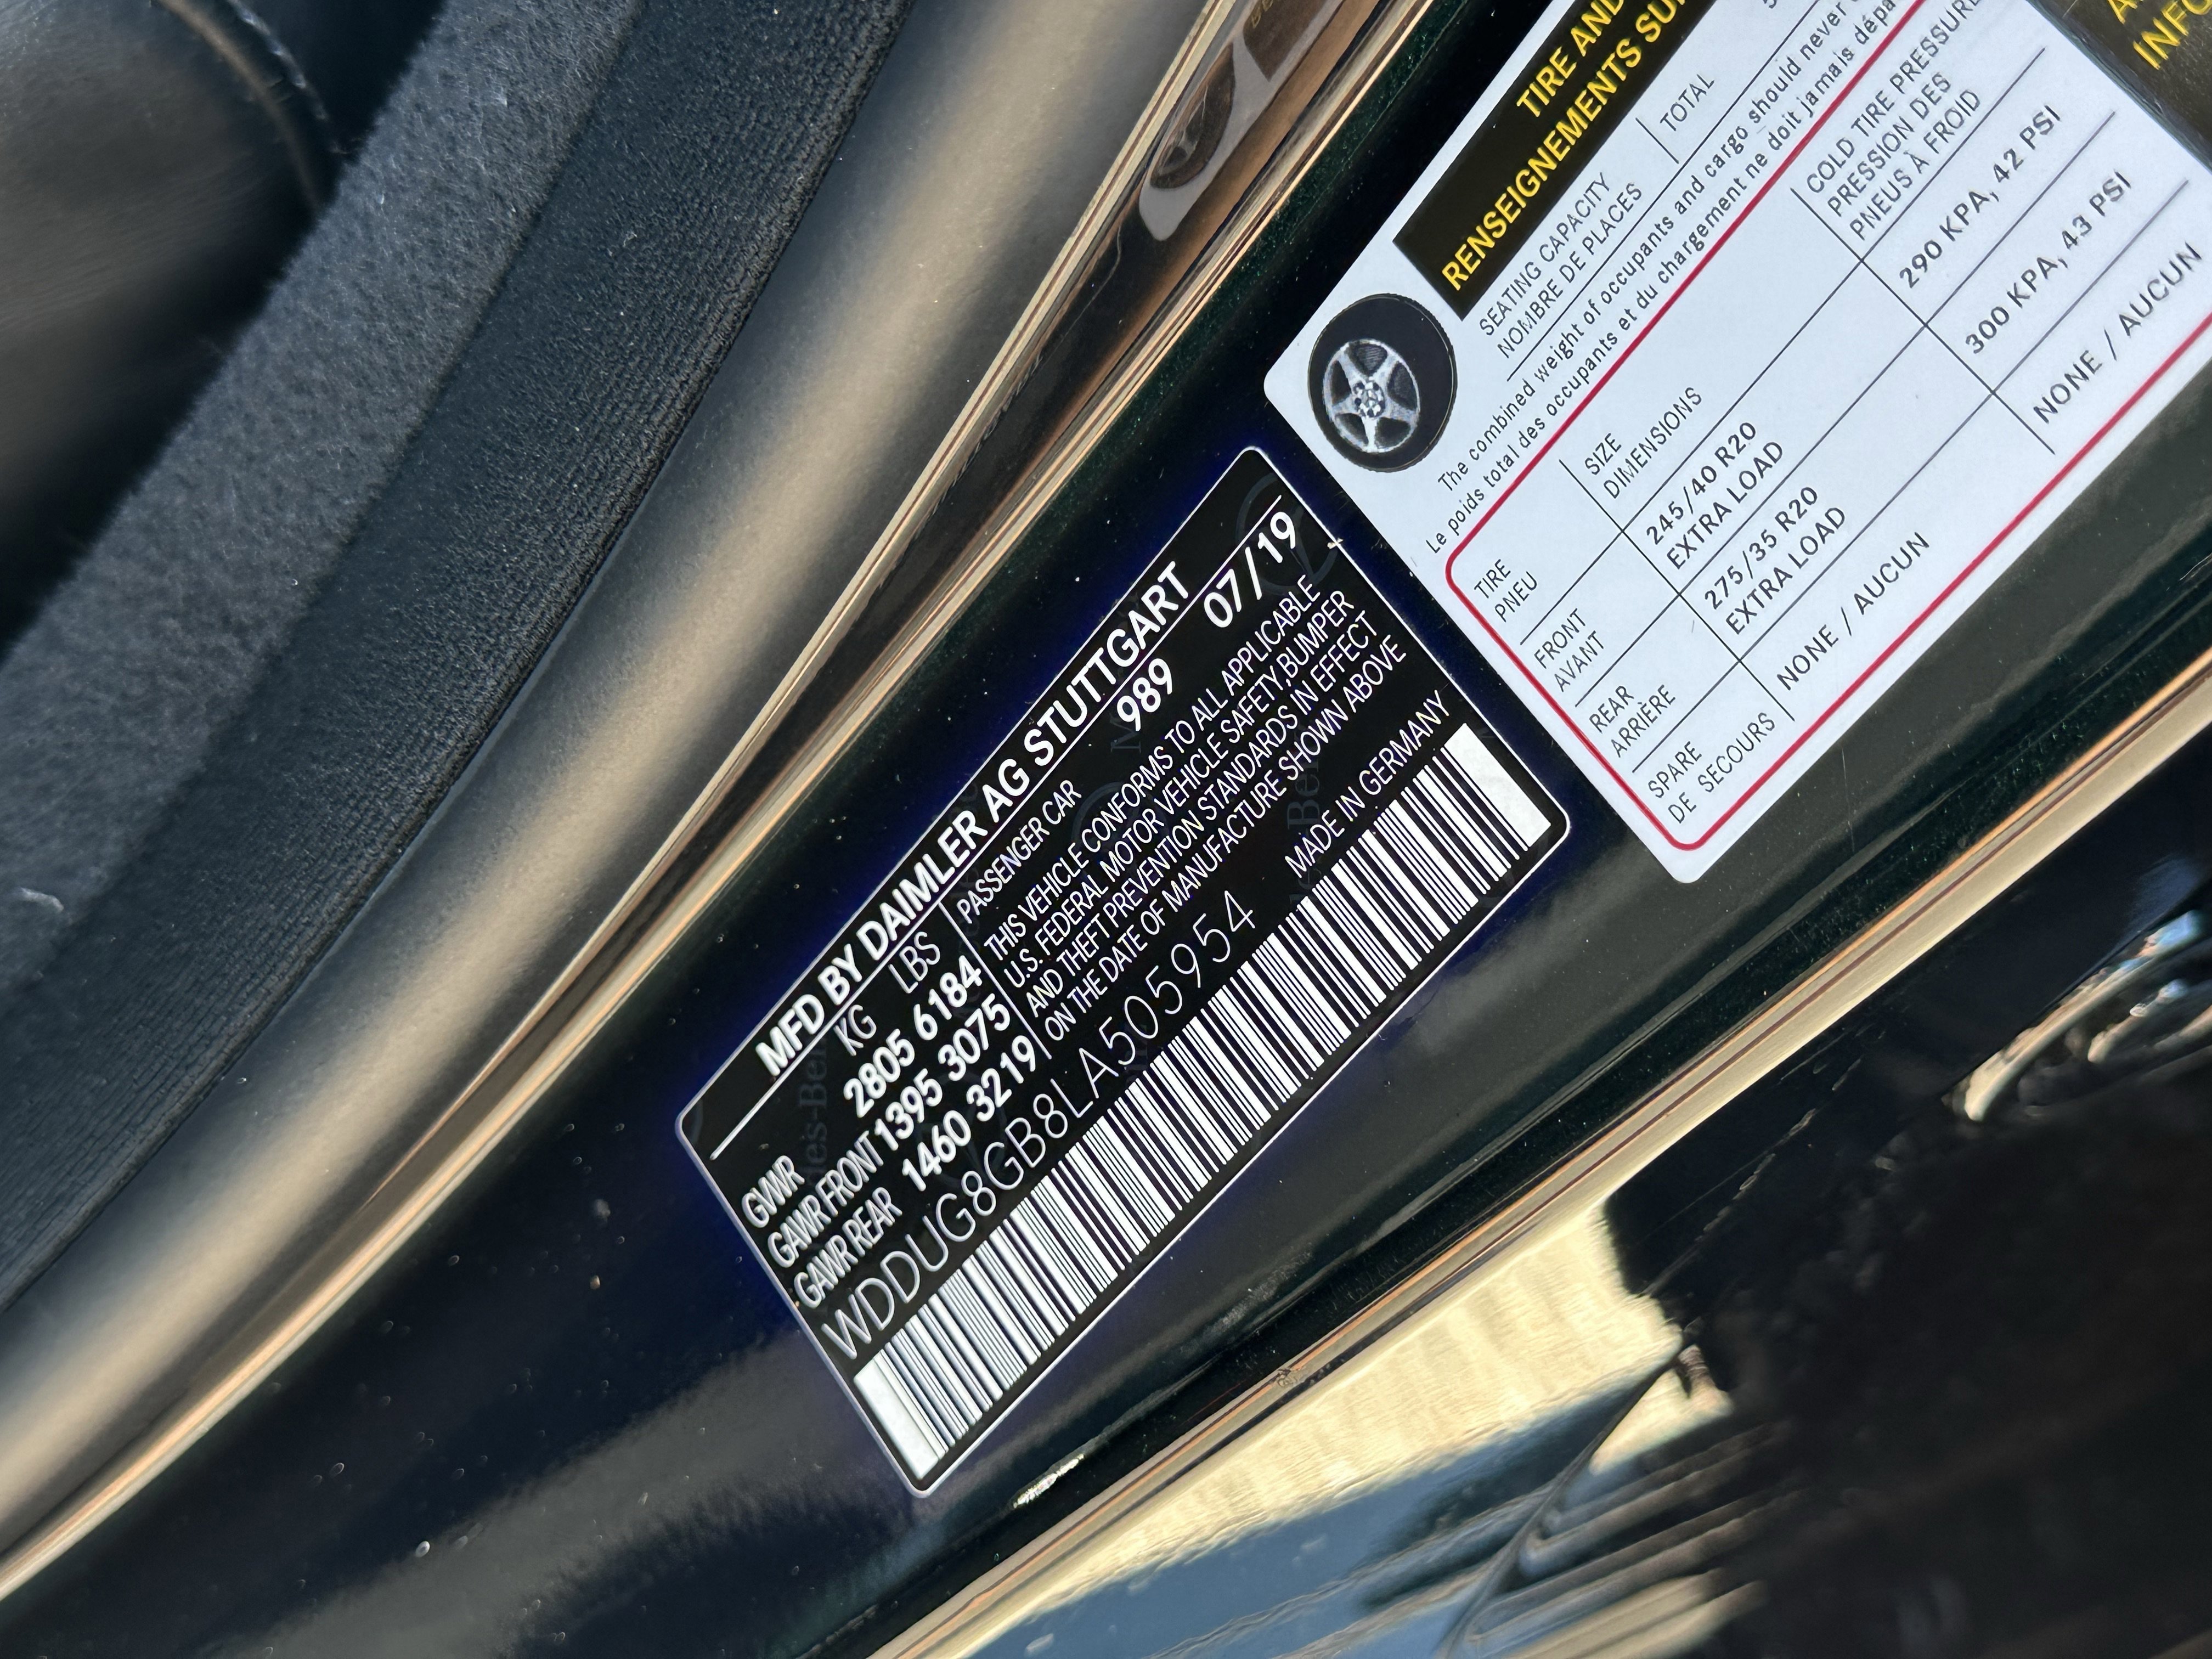 MFD BY DAIMLER AG STUTTGART
KG LBS 989 07/19
GVWR 2805 6184 PASSENGER CAR
GAWR FRONT 1395 3075
GAWR REAR 1460 3219
THIS VEHICLE CONFORMS TO ALL APPLICABLE
U.S. FEDERAL MOTOR VEHICLE SAFETY,BUMPER
AND THEFT PREVENTION STANDARDS IN EFFECT
ON THE DATE OF MANUFACTURE SHOWN ABOVE
WDDUG8GB8LA505954 MADE IN GERMANY
TIRE AND
RENSEIGNEMENTS
SEATING CAPACITY TOTAL
NOMBRE DE PLACES
The combined weight of occupants and cargo should never
Le poids total des occupants et du chargement ne doit jamais
TIRE SIZE COLD TIRE PRESSURE
PNEU DIMENSIONS PRESSION DES
PNEUS À FROID
FRONT 245/40 R20 290 KPA, 42 PSI
AVANT EXTRA LOAD
REAR 275/35 R20 300 KPA, 43 PSI
ARRIÈRE EXTRA LOAD
SPARE NONE / AUCUN NONE / AUCUN
DE SECOURS